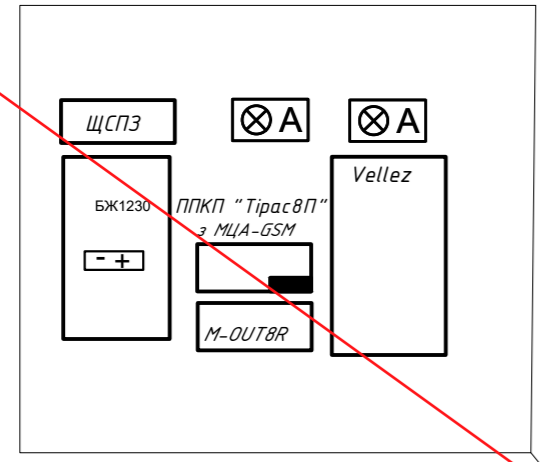 ЩСПЗ
А
А
БЖ1230
- +
ППКП "Тірас8П"
з МЦА-GSM
Vellez
M-OUT8R